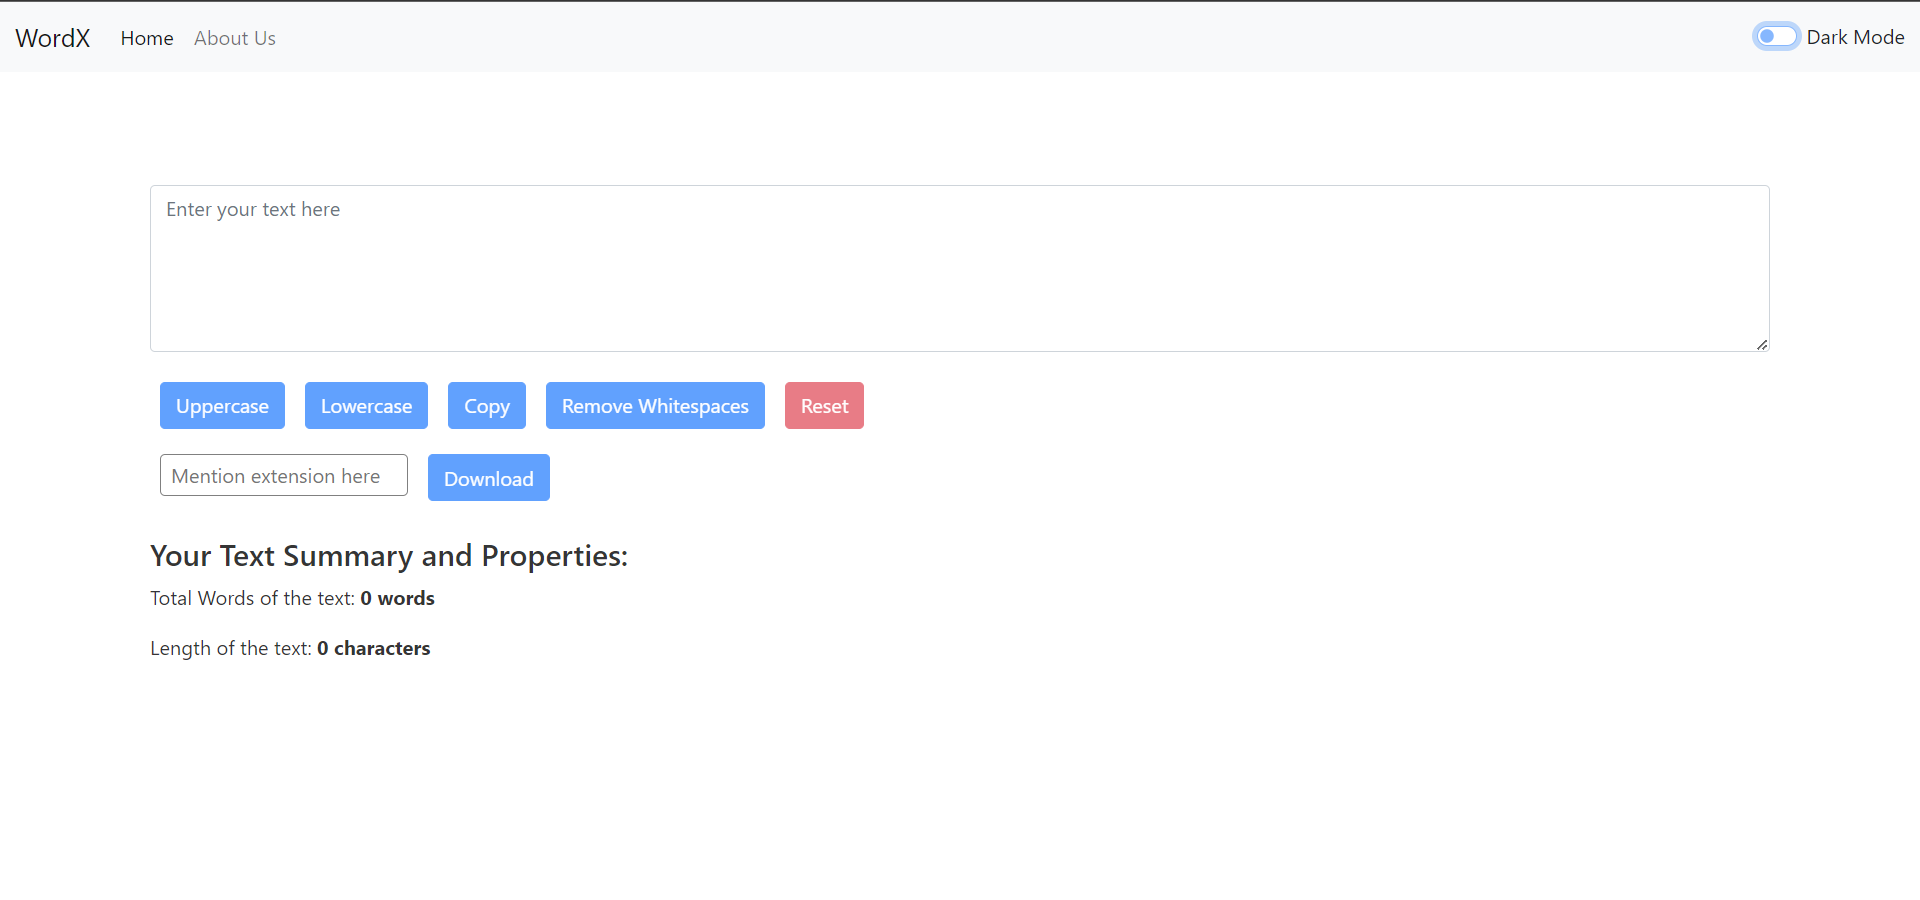 WordX Home About Us Dark Mode
Enter your text here
Uppercase Lowercase Copy Remove Whitespaces Reset
Mention extension here Download
Your Text Summary and Properties:
Total Words of the text: 0 words
Length of the text: 0 characters